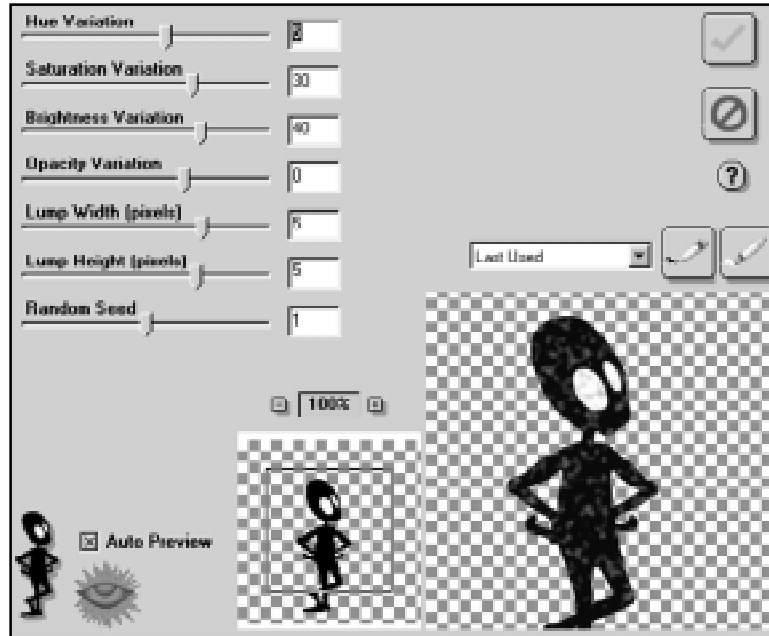 Hue Variation
2
Saturation Variation
30
Brightness Variation
40
Opacity Variation
0
Lump Width (pixels)
5
Lump Height (pixels)
5
Random Seed
1
?
Last Used
100%
Auto Preview